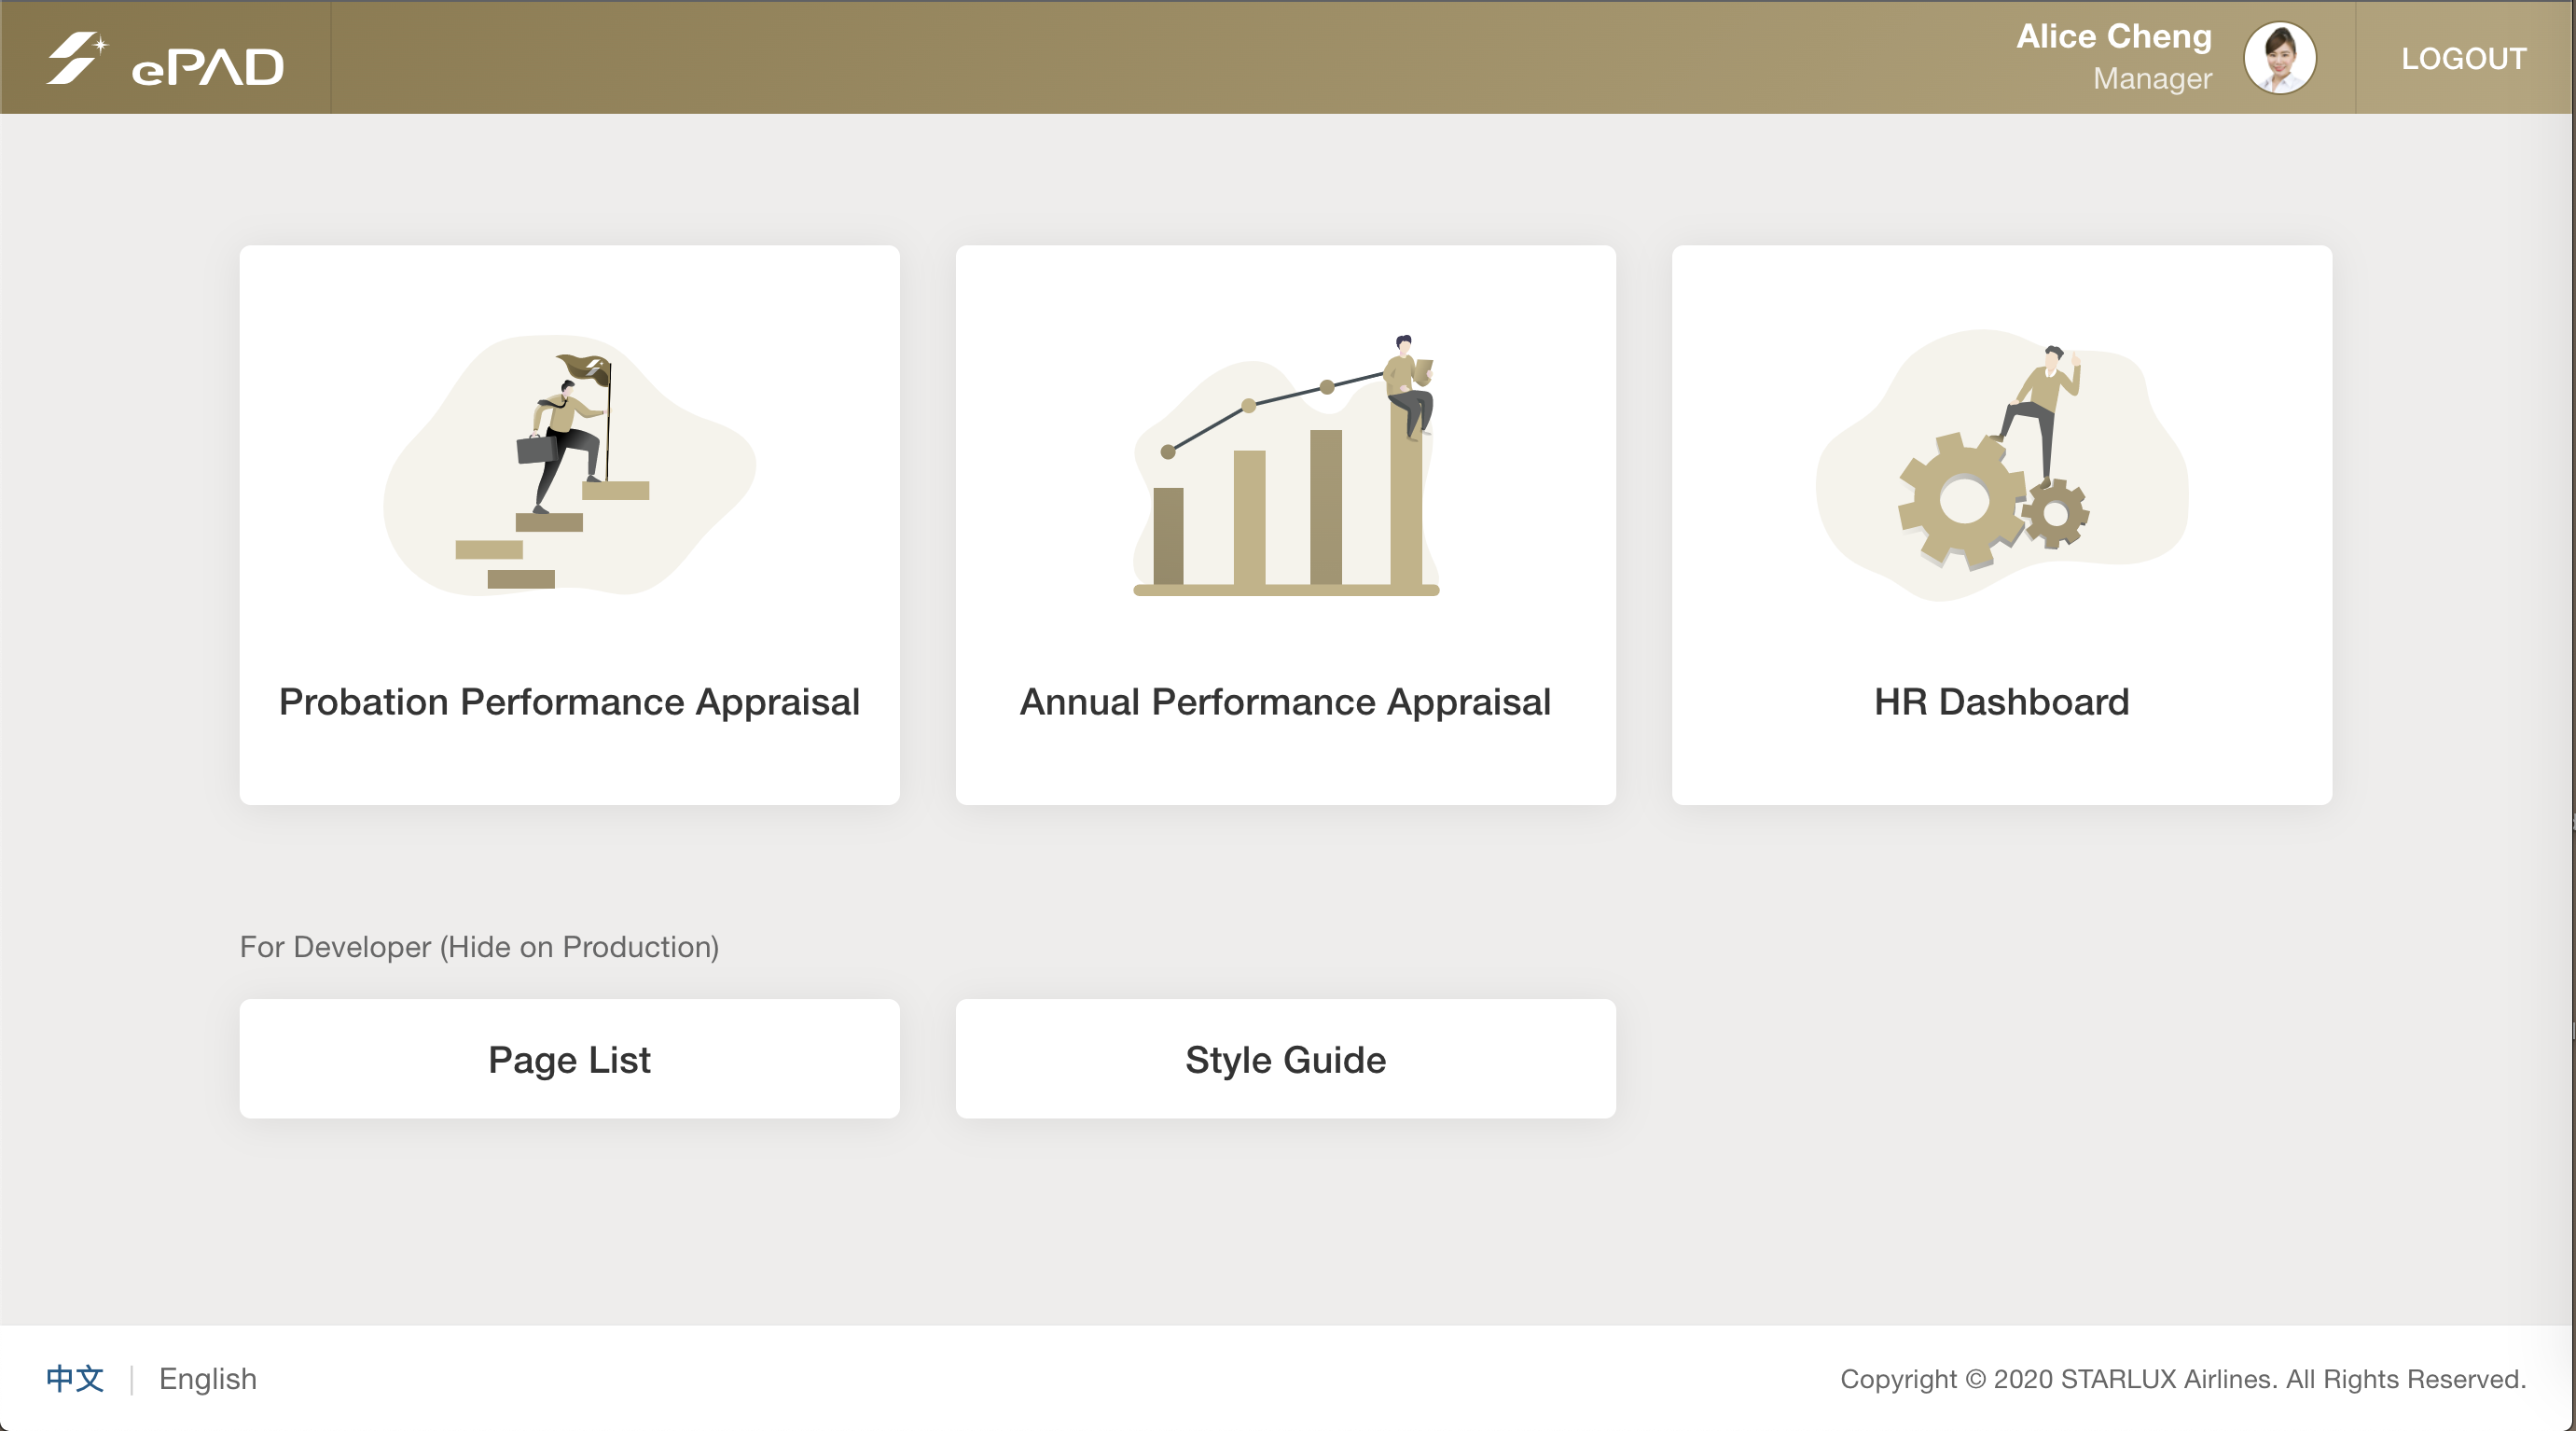 ePAD
Alice Cheng
Manager
LOGOUT
Probation Performance Appraisal
Annual Performance Appraisal
HR Dashboard
For Developer (Hide on Production)
Page List
Style Guide
中文 | English
Copyright © 2020 STARLUX Airlines. All Rights Reserved.